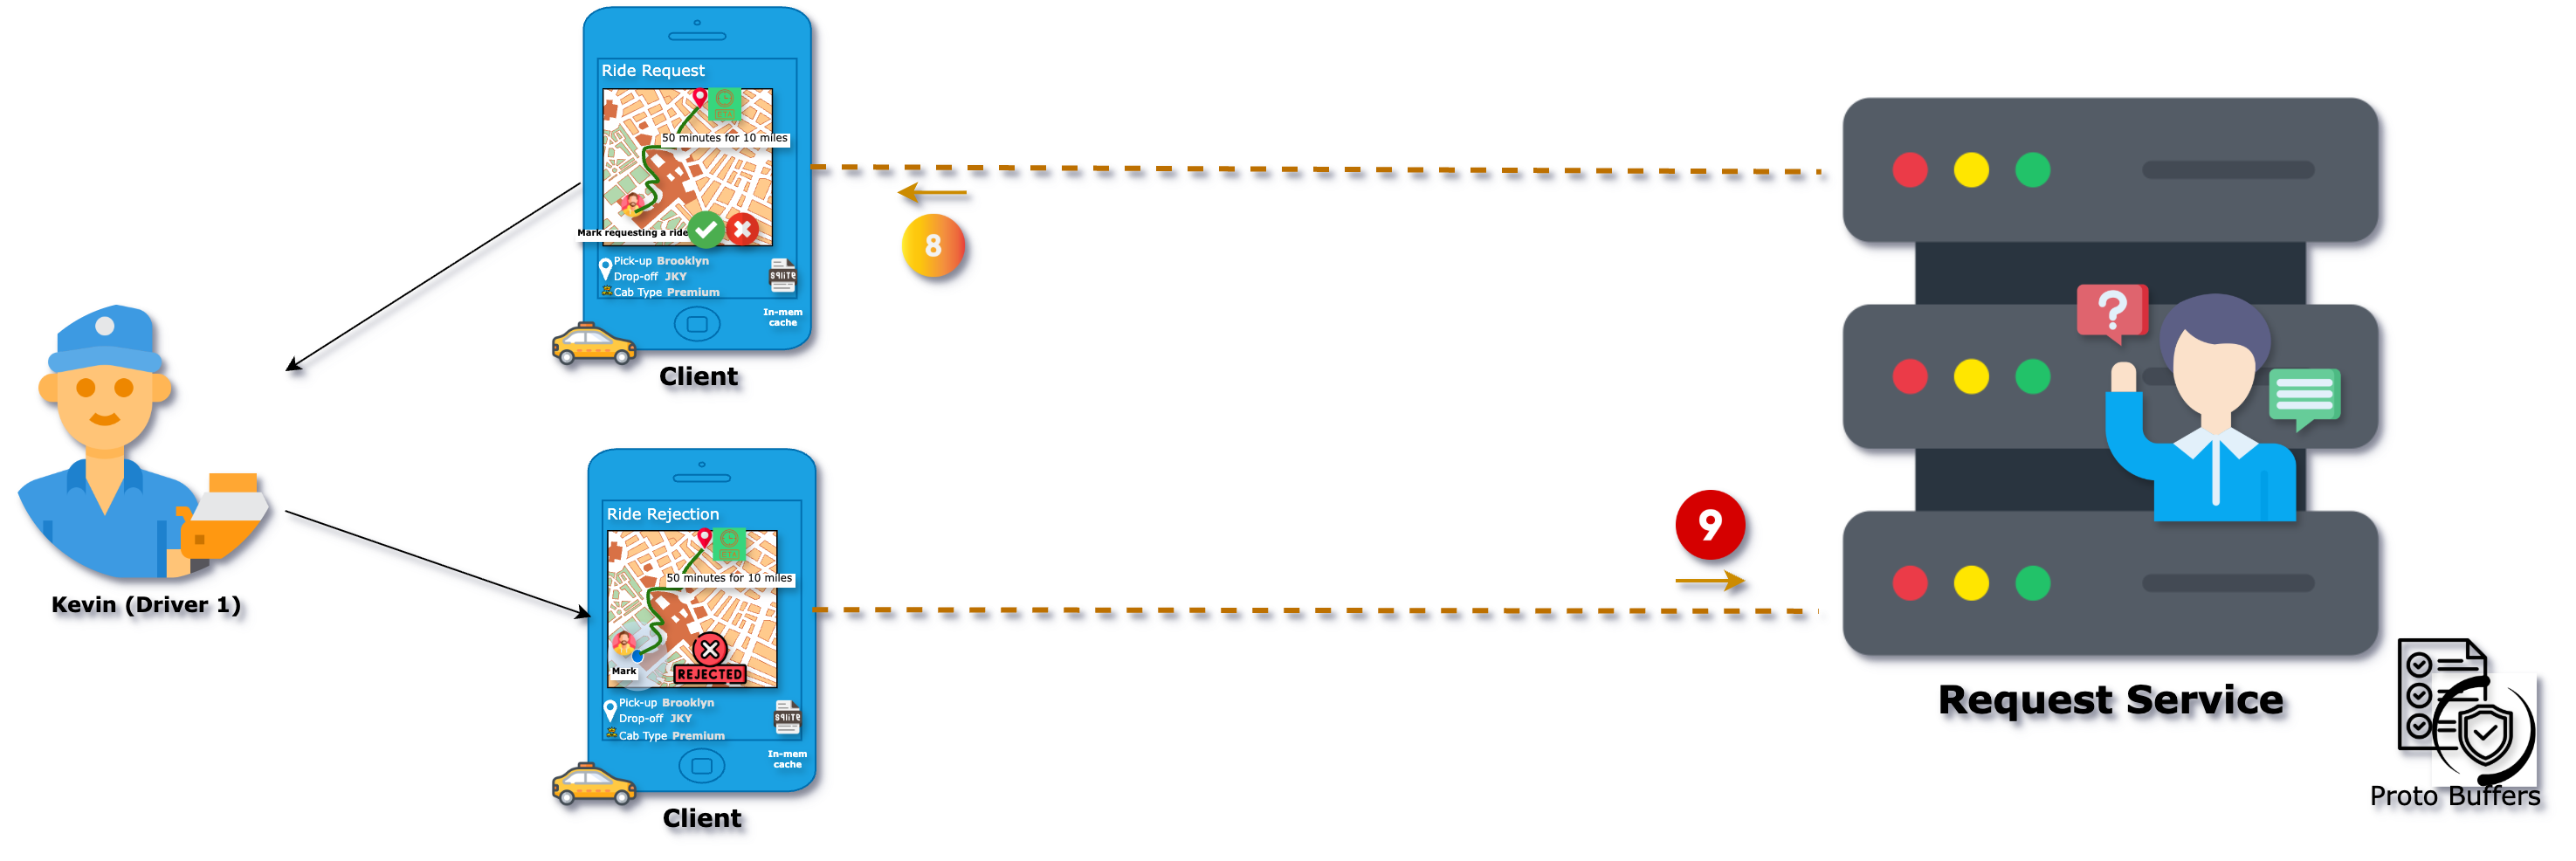 Ride Request
50 minutes for 10 miles
Mark requesting a ride
Pick-up Brooklyn
Drop-off JKY
Cab Type Premium
sqlite
In-mem
cache
Client
8
Kevin (Driver 1)
Ride Rejection
50 minutes for 10 miles
Mark
REJECTED
Pick-up Brooklyn
Drop-off JKY
Cab Type Premium
sqlite
In-mem
cache
Client
9
?
Request Service
Proto Buffers